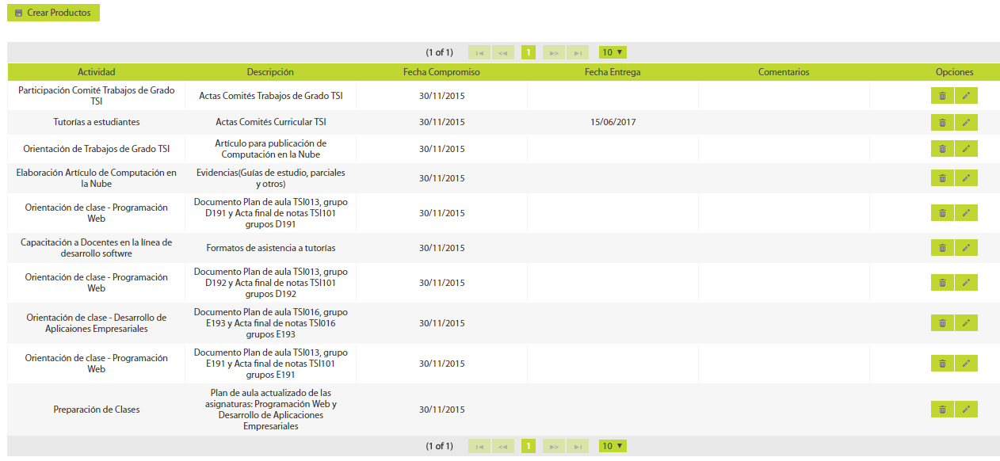 Crear Productos
(1 of 1) 1 10
Actividad Descripción Fecha Compromiso Fecha Entrega Comentarios Opciones
Participación Comité Trabajos de Grado
TSI
Actas Comités Trabajos de Grado TSI
30/11/2015
Tutorías a estudiantes
Actas Comités Curricular TSI
30/11/2015
15/06/2017
Orientación de Trabajos de Grado TSI
Artículo para publicación de
Computación en la Nube
30/11/2015
Elaboración Artículo de Computación en
la Nube
Evidencias(Guías de estudio, parciales
y otros)
30/11/2015
Orientación de clase - Programación
Web
Documento Plan de aula TSI013, grupo
D191 y Acta final de notas TSI101
grupos D191
30/11/2015
Capacitación a Docentes en la línea de
desarrollo softwre
Formatos de asistencia a tutorías
30/11/2015
Orientación de clase - Programación
Web
Documento Plan de aula TSI013, grupo
D192 y Acta final de notas TSI101
grupos D192
30/11/2015
Orientación de clase - Desarrollo de
Aplicaiones Empresariales
Documento Plan de aula TSI016, grupo
E193 y Acta final de notas TSI016
grupos E193
30/11/2015
Orientación de clase - Programación
Web
Documento Plan de aula TSI013, grupo
E191 y Acta final de notas TSI101
grupos E191
30/11/2015
Preparación de Clases
Plan de aula actualizado de las
asignaturas: Programación Web y
Desarrollo de Aplicaciones
Empresariales
30/11/2015
(1 of 1) 1 10